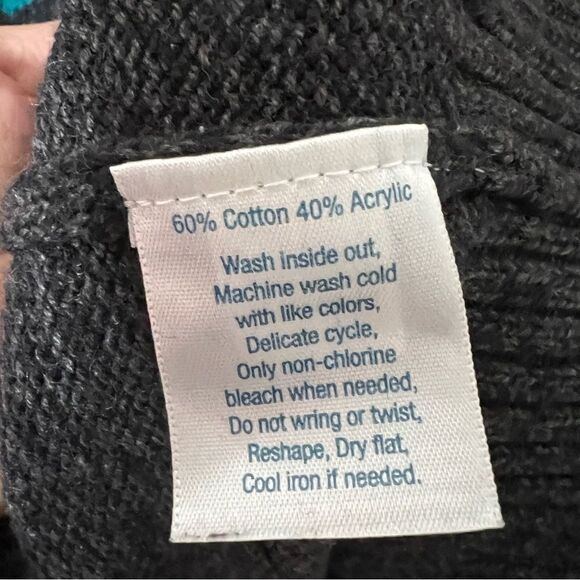 60% Cotton 40% Acrylic
Wash inside out,
Machine wash cold
with like colors,
Delicate cycle,
Only non-chlorine
bleach when needed,
Do not wring or twist,
Reshape, Dry flat,
Cool iron if needed.